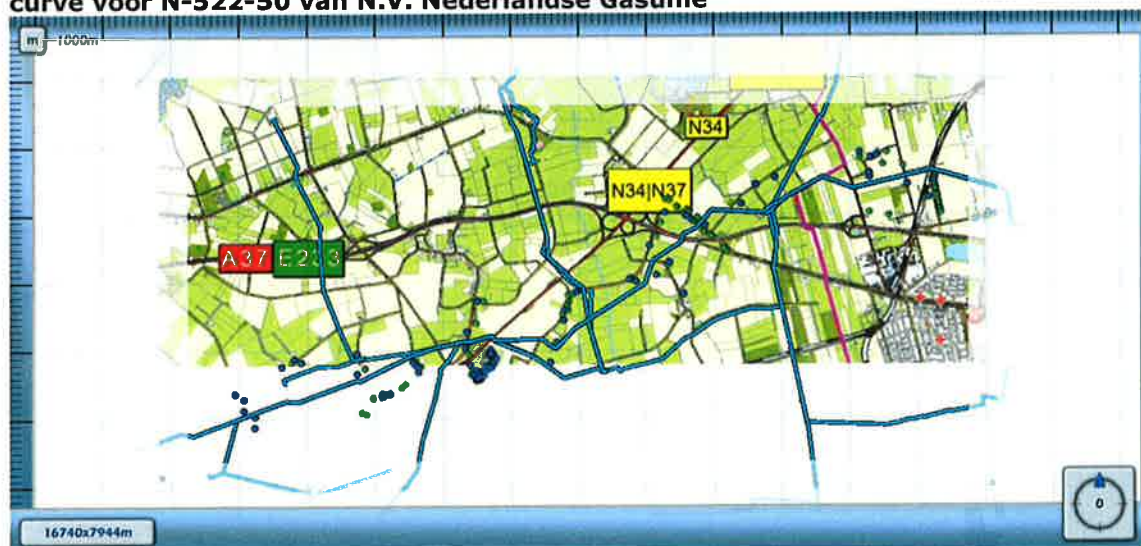 curve voor N-522-50 van N.V. Nederlandse Gasunie
m 1000m
N34
N34|N37
A37 E233
0
16740x7944m